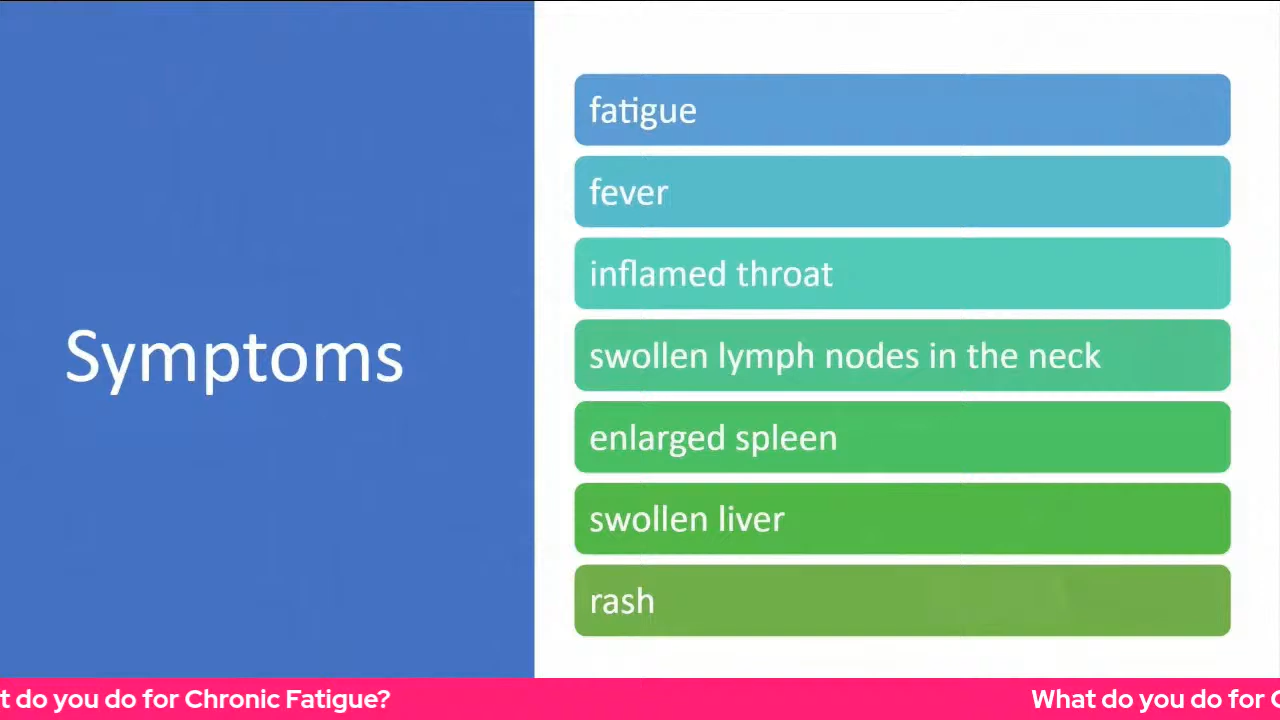 Symptoms
fatigue
fever
inflamed throat
swollen lymph nodes in the neck
enlarged spleen
swollen liver
rash
t do you do for Chronic Fatigue?
What do you do for C